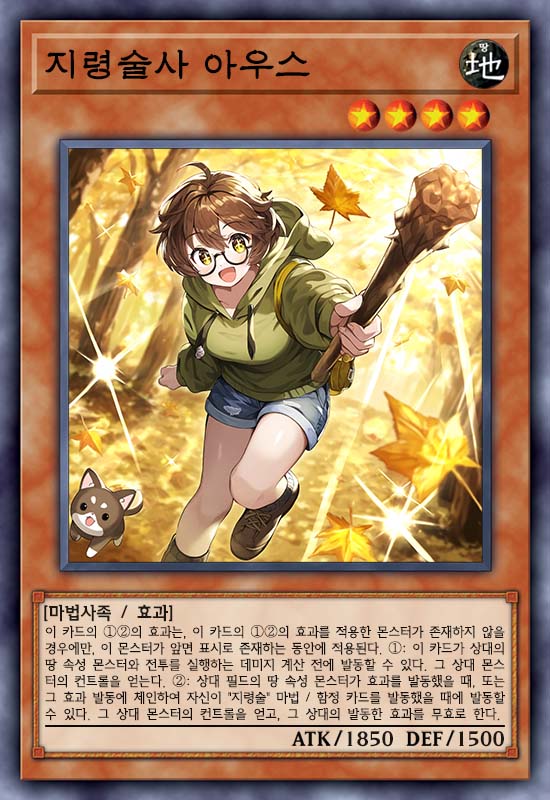 지령술사 아우스
땅
地
[마법사족 / 효과]
이 카드의 ①②의 효과는, 이 카드의 ①②의 효과를 적용한 몬스터가 존재하지 않을
경우에만, 이 몬스터가 앞면 표시로 존재하는 동안에 적용된다. ①: 이 카드가 상대의
땅 속성 몬스터와 전투를 실행하는 데미지 계산 전에 발동할 수 있다. 그 상대 몬스
터의 컨트롤을 얻는다. ②: 상대 필드의 땅 속성 몬스터가 효과를 발동했을 때, 또는
그 효과 발동에 체인하여 자신이 "지령술" 마법 / 함정 카드를 발동했을 때에 발동할
수 있다. 그 상대 몬스터의 컨트롤을 얻고, 그 상대의 발동한 효과를 무효로 한다.
ATK/1850 DEF/1500